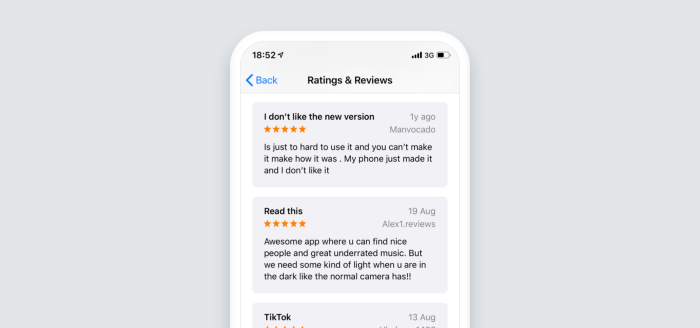 18:52 3G
Back Ratings & Reviews
I don't like the new version 1y ago
Manvocado
Is just to hard to use it and you can't make
it make how it was . My phone just made it
and I don't like it
Read this 19 Aug
Alex1.reviews
Awesome app where u can find nice
people and great underrated music. But
we need some kind of light when u are in
the dark like the normal camera has!!
TikTok 13 Aug